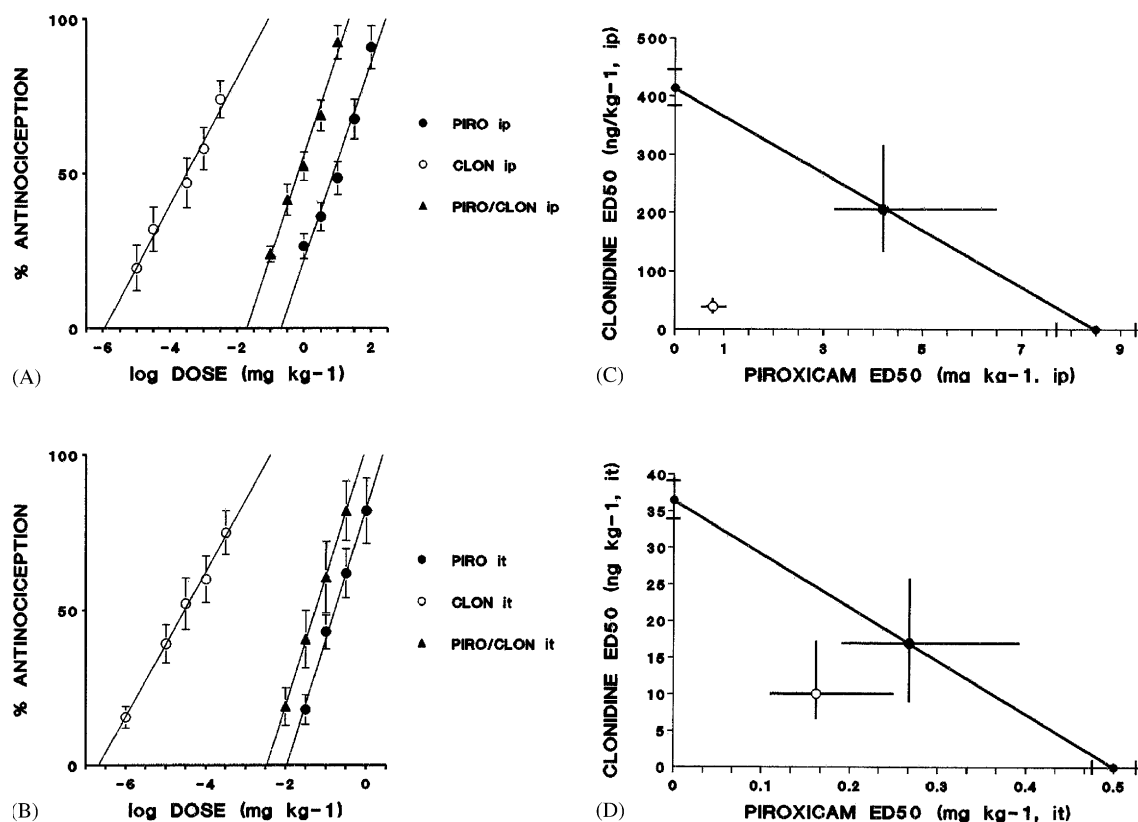 100
50
0
% ANTINOCICEPTION
-6
-4
-2
0
2
log DOSE (mg kg-1)
PIRO ip
CLON ip
PIRO/CLON ip
(A)
500
400
300
200
100
0
CLONIDINE ED50 (ng/kg-1, ip)
0
3
5
7
9
PIROXICAM ED50 (ma ka-1. ip)
(C)
100
50
0
% ANTINOCICEPTION
-6
-4
-2
0
log DOSE (mg kg-1)
PIRO it
CLON it
PIRO/CLON it
(B)
40
35
30
25
20
15
10
5
0
CLONIDINE ED50 (ng kg-1, it)
0
0.1
0.2
0.3
0.4
0.5
PIROXICAM ED50 (mg kg-1, it)
(D)